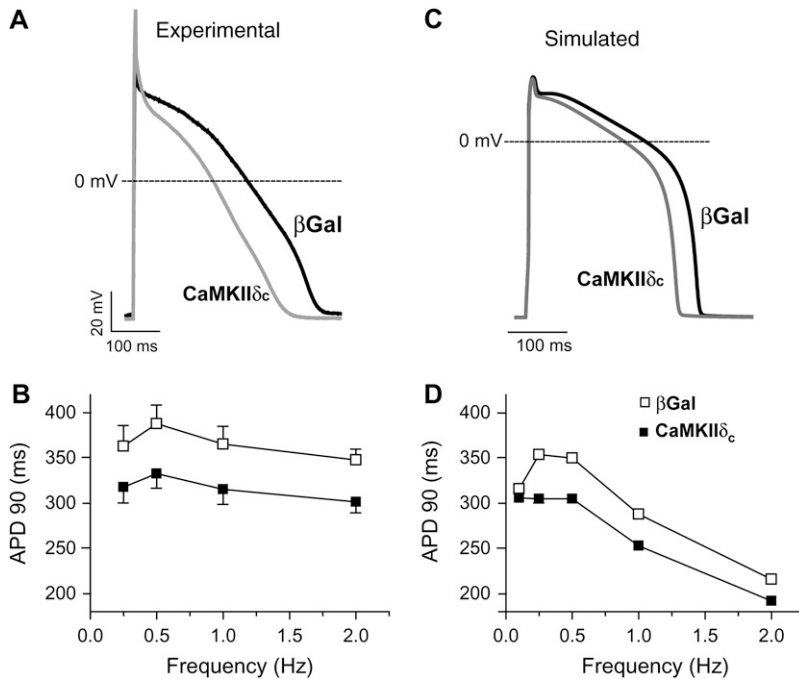 A
Experimental
0 mV
βGal
CaMKIIδc
20 mV
100 ms
C
Simulated
0 mV
βGal
CaMKIIδc
100 ms
B
400
350
300
250
200
APD 90 (ms)
0.0 0.5 1.0 1.5 2.0
Frequency (Hz)
D
βGal
CaMKIIδc
400
350
300
250
200
APD 90 (ms)
0.0 0.5 1.0 1.5 2.0
Frequency (Hz)